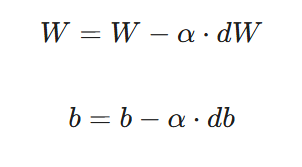 W = W − α · dW
b = b − α · db